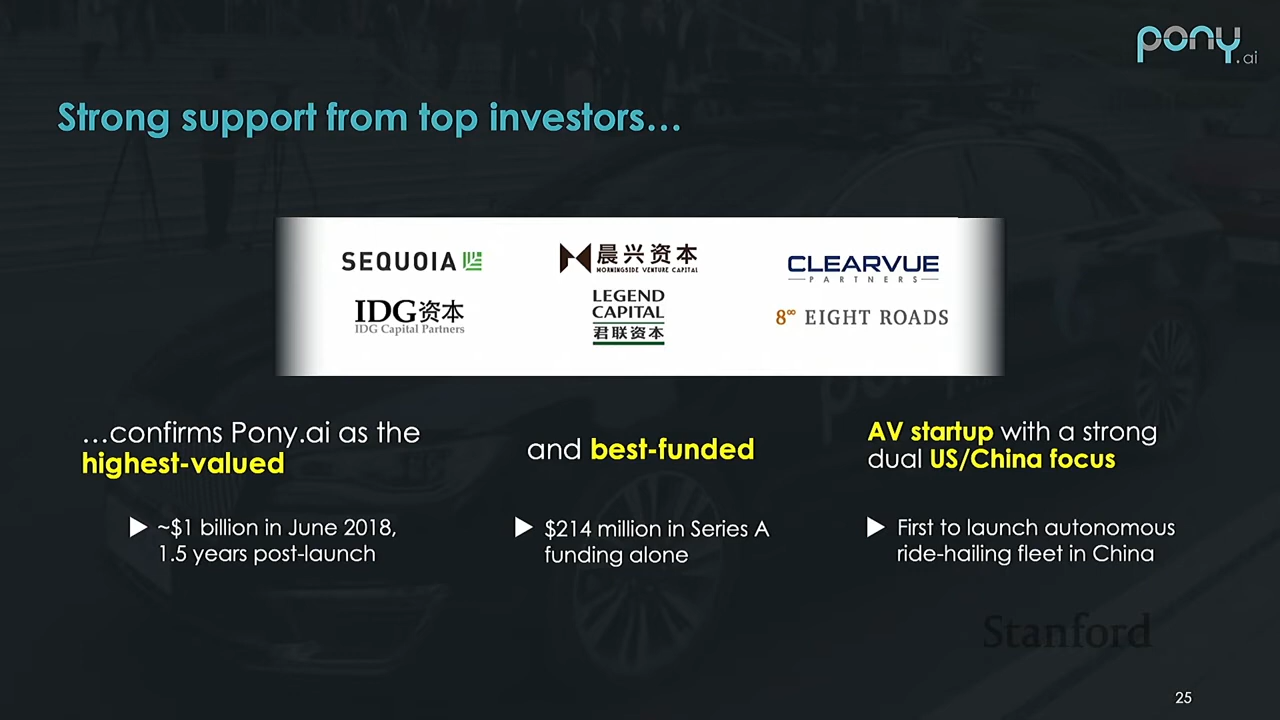 pony.ai
Strong support from top investors…
SEQUOIA
晨兴资本
MORNINGSIDE VENTURE CAPITAL
CLEARVUE
PARTNERS
IDG资本
IDG Capital Partners
LEGEND
CAPITAL
君联资本
8∞ EIGHT ROADS
…confirms Pony.ai as the
highest-valued
~$1 billion in June 2018,
1.5 years post-launch
and best-funded
$214 million in Series A
funding alone
AV startup with a strong
dual US/China focus
First to launch autonomous
ride-hailing fleet in China
Stanford
25